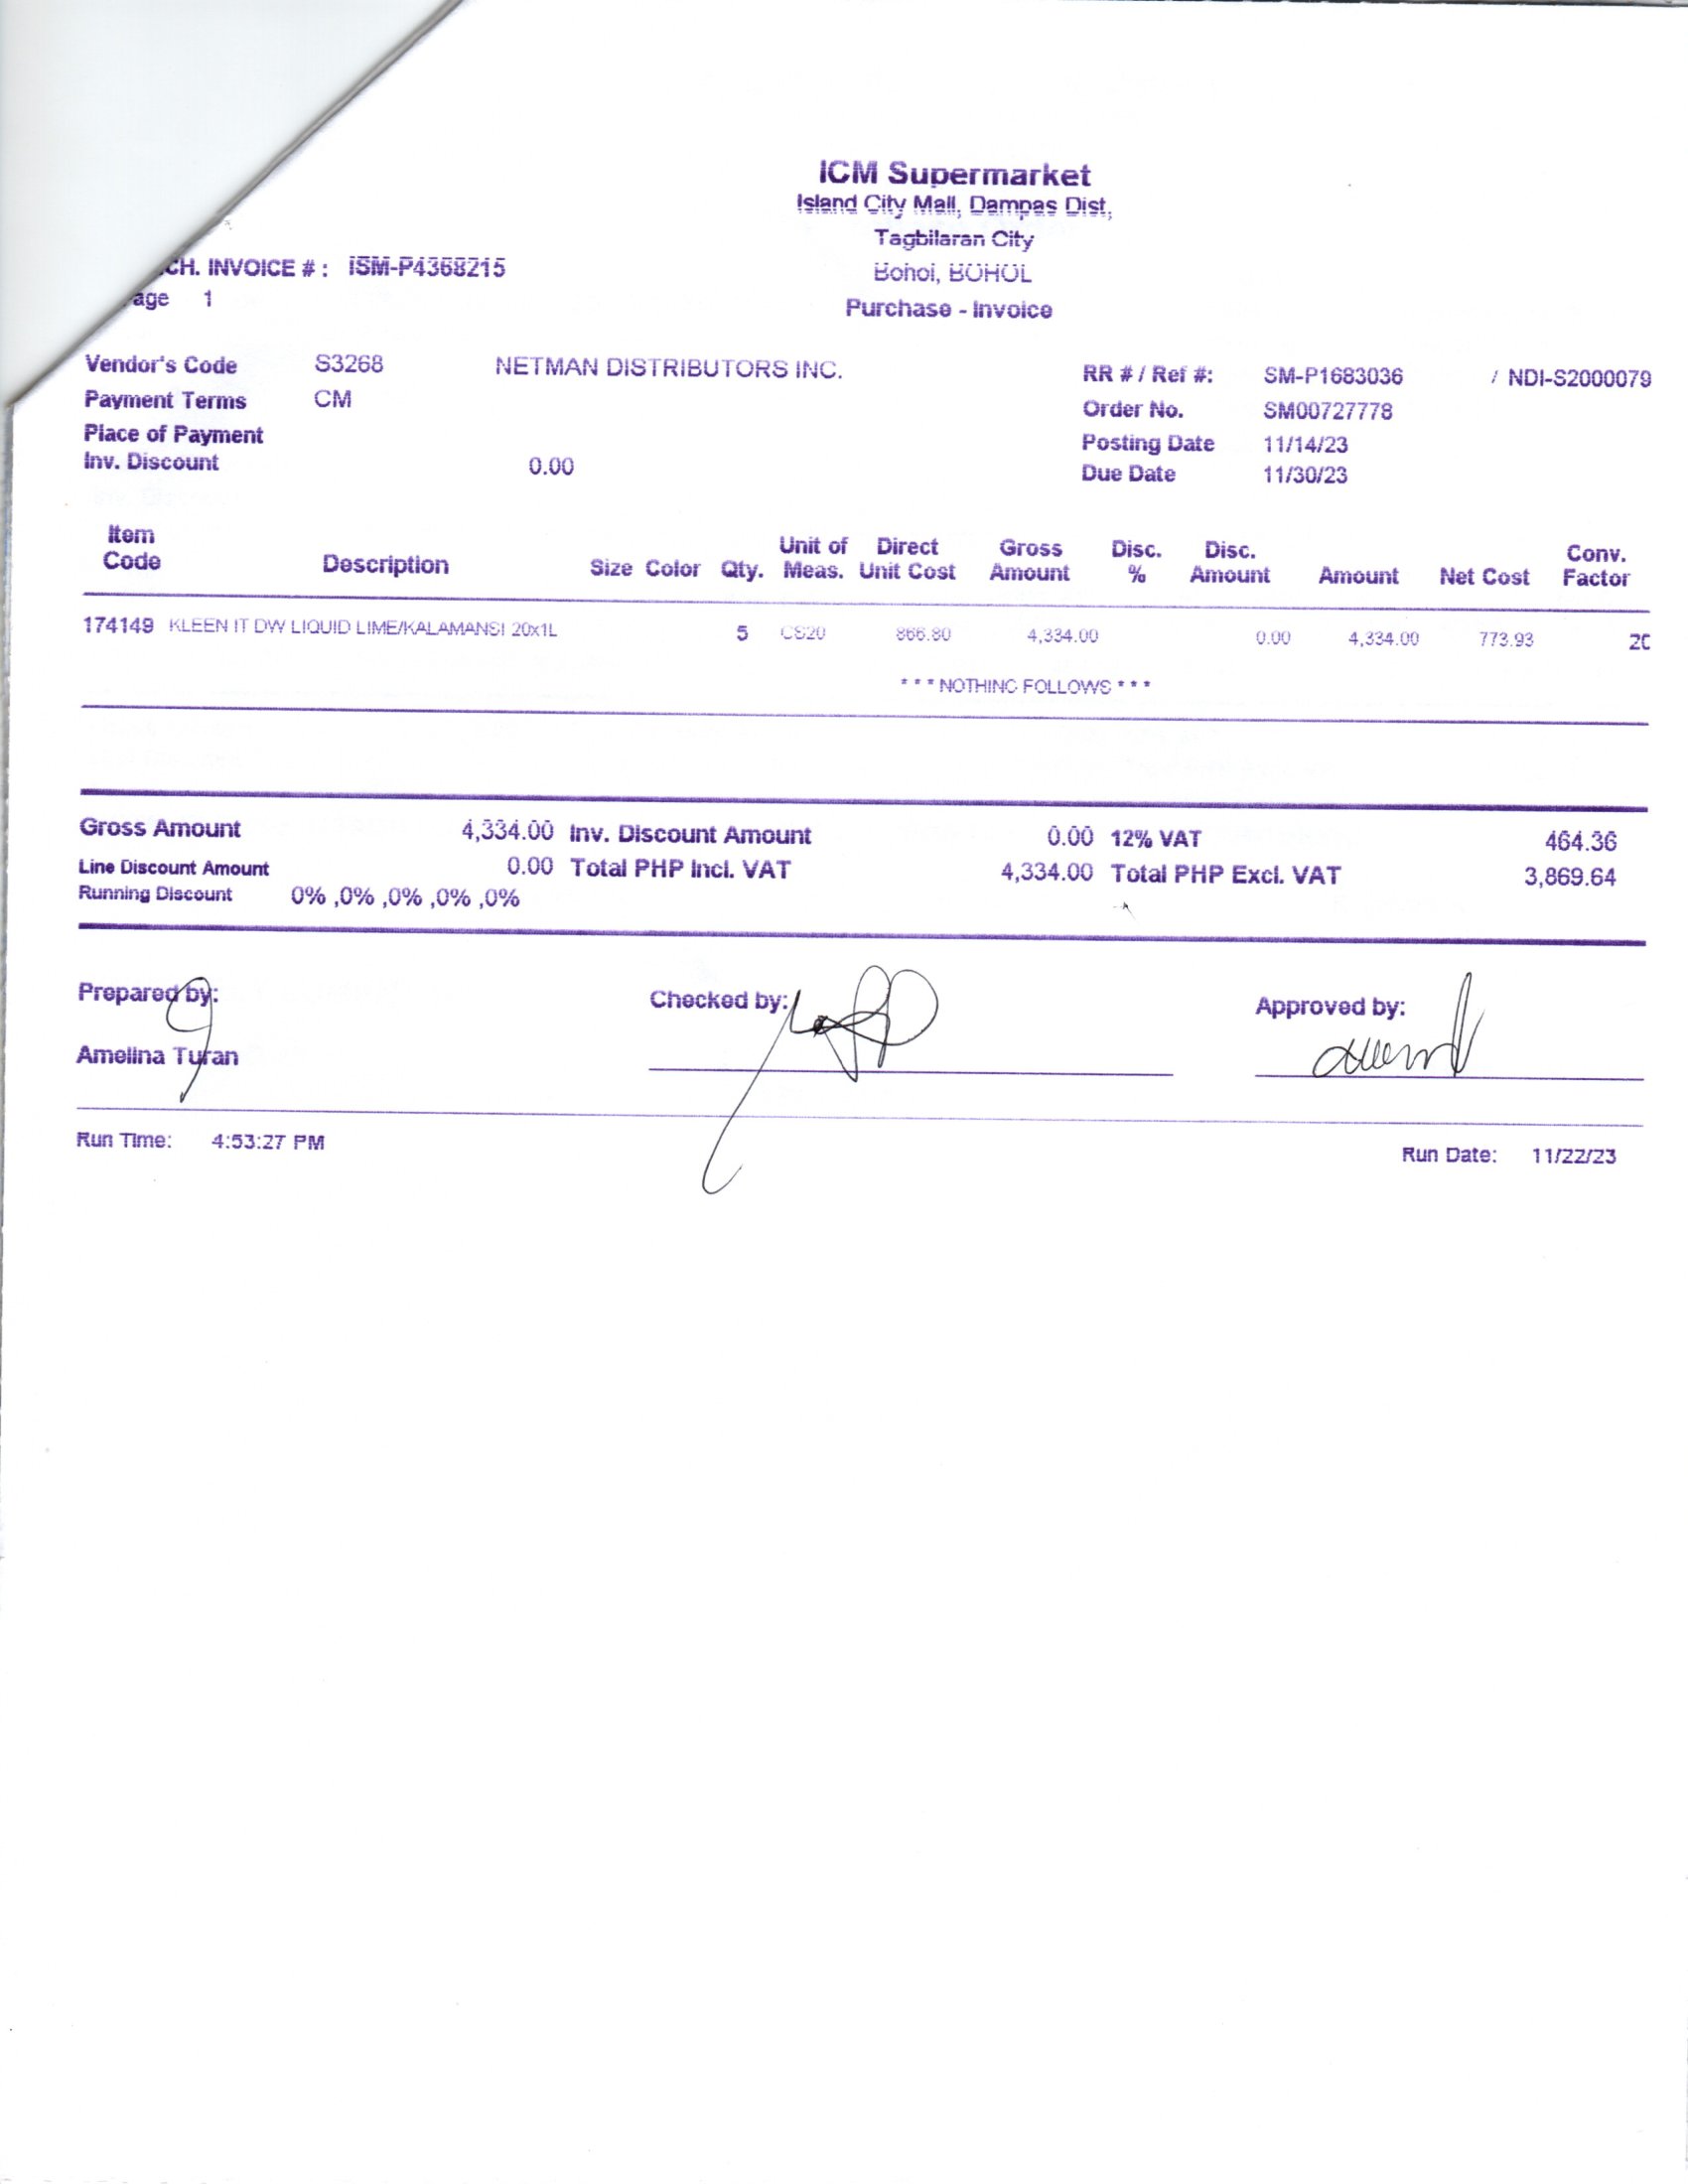 ICM Supermarket
Island City Mall, Dampas Dist,
Tagbilaran City
Bohol, BOHOL
Purchase - Invoice
CH. INVOICE # : ISM-P4368215
age 1
Vendor's Code S3268 NETMAN DISTRIBUTORS INC.
Payment Terms CM
Place of Payment
Inv. Discount 0.00
RR # / Ref #: SM-P1683036 / NDI-S2000079
Order No. SM00727778
Posting Date 11/14/23
Due Date 11/30/23
Item Code Description Size Color Qty. Unit of Meas. Direct Unit Cost Gross Amount Disc. % Disc. Amount Amount Net Cost Conv. Factor
174149 KLEEN IT DW LIQUID LIME/KALAMANSI 20x1L 5 CS20 866.80 4,334.00 0.00 4,334.00 773.93 20
* * * NOTHING FOLLOWS * * *
Gross Amount 4,334.00 Inv. Discount Amount 0.00 12% VAT 464.36
Line Discount Amount 0.00 Total PHP Incl. VAT 4,334.00 Total PHP Excl. VAT 3,869.64
Running Discount 0% ,0% ,0% ,0% ,0%
Prepared by: Checked by: Approved by:
Amelina Turan
Run Time: 4:53:27 PM Run Date: 11/22/23